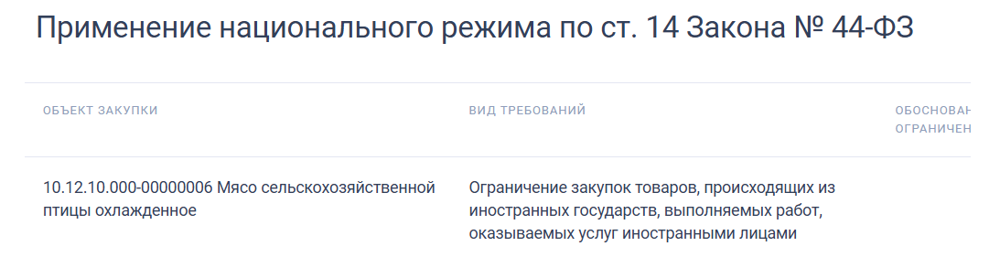 Применение национального режима по ст. 14 Закона № 44-ФЗ
ОБЪЕКТ ЗАКУПКИ
ВИД ТРЕБОВАНИЙ
ОБОСНОВАН
ОГРАНИЧЕН
10.12.10.000-00000006 Мясо сельскохозяйственной
птицы охлажденное
Ограничение закупок товаров, происходящих из
иностранных государств, выполняемых работ,
оказываемых услуг иностранными лицами